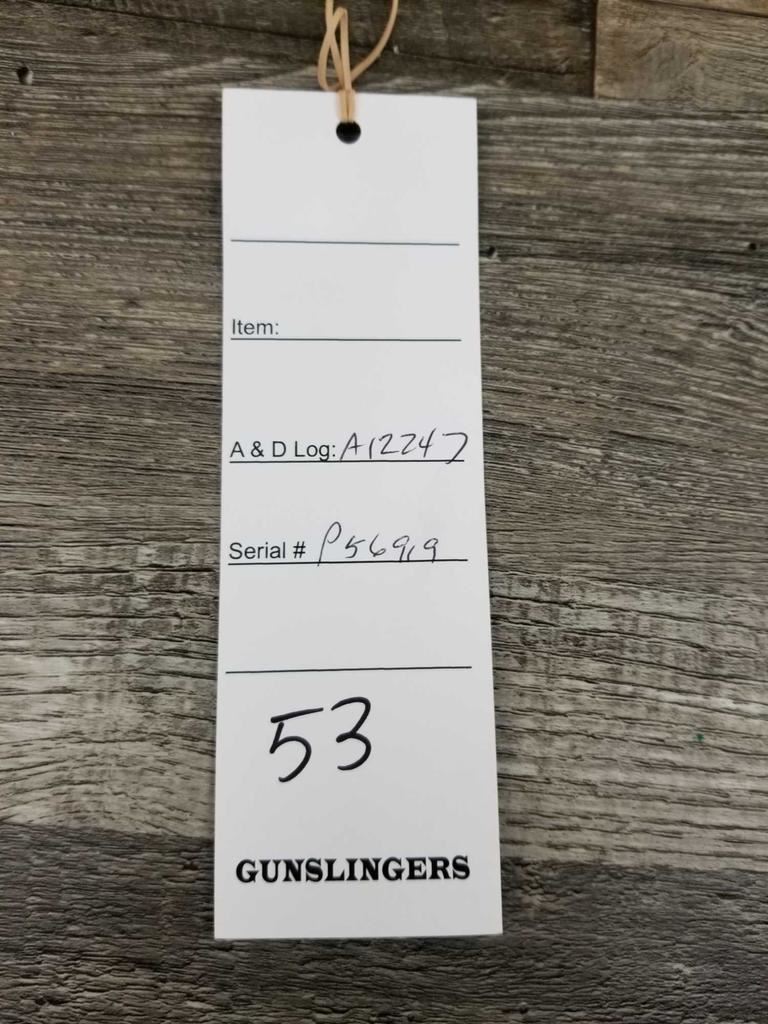 Item:
A & D Log: A12247
Serial # P56919
53
GUNSLINGERS